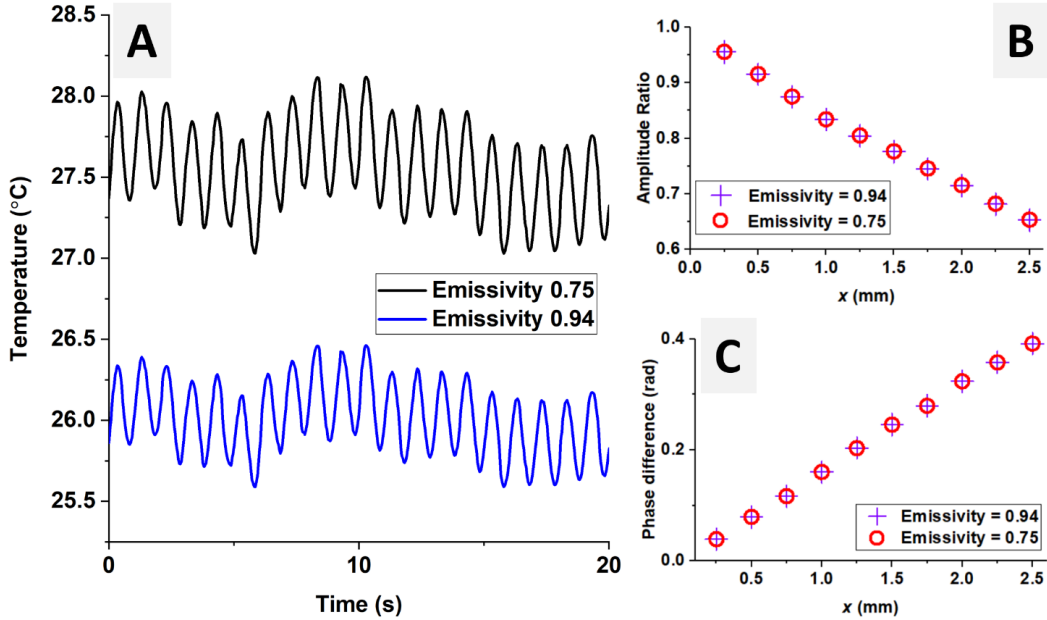 A
28.5
28.0
27.5
27.0
26.5
26.0
25.5
Temperature (°C)
Emissivity 0.75
Emissivity 0.94
0
10
20
Time (s)
B
1.0
0.9
0.8
0.7
0.6
Amplitude Ratio
Emissivity = 0.94
Emissivity = 0.75
0.0 0.5 1.0 1.5 2.0 2.5
x (mm)
C
0.4
0.2
0.0
Phase difference (rad)
Emissivity = 0.94
Emissivity = 0.75
0.5 1.0 1.5 2.0 2.5
x (mm)